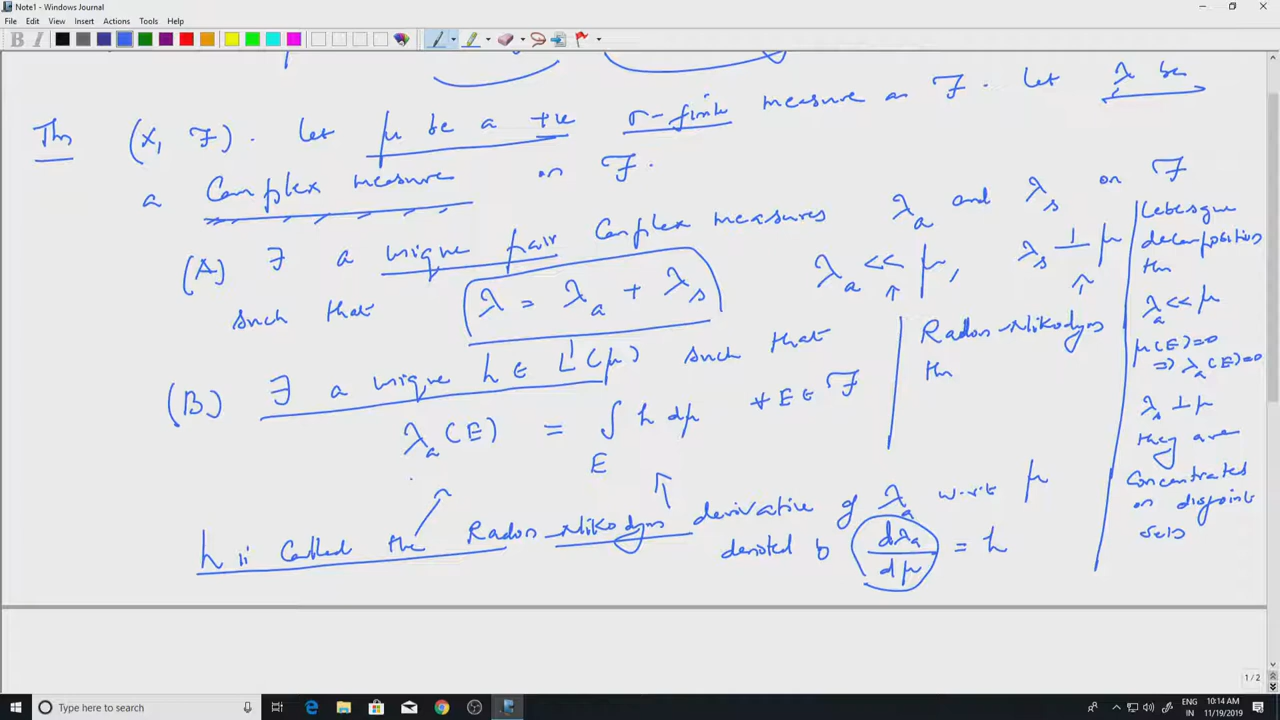 Note1 - Windows Journal
File Edit View Insert Actions Tools Help
Thm (X, ℱ). Let μ be a +ve σ-finite measure on ℱ. Let λ be
a Complex measure on ℱ.
(A) ∃ a unique pair Complex measures λₐ and λₛ on ℱ
such that λ = λₐ + λₛ λₐ << μ, λₛ ⊥ μ
(B) ∃ a unique h ∈ L¹(μ) such that
λₐ(E) = ∫_E h dμ ∀ E ∈ ℱ
Radon-Nikodym
thm
h is Called the Radon-Nikodym derivative of λₐ w.r.t μ
denoted b dλₐ/dμ = h
Lebesgue
decomposition
thm
λₐ << μ
μ(E)=0
⇒ λₐ(E)=0
λₛ ⊥ μ
they are
Concentrated
on disjoint
sets
1/2
Type here to search
ENG
IN
10:14 AM
11/19/2019